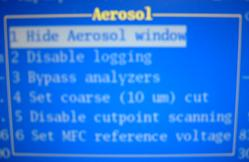 Aerosol
1 Hide Aerosol window
2 Disable logging
3 Bypass analyzers
4 Set coarse (10 um) cut
5 Disable cutpoint scanning
6 Set MFC reference voltage